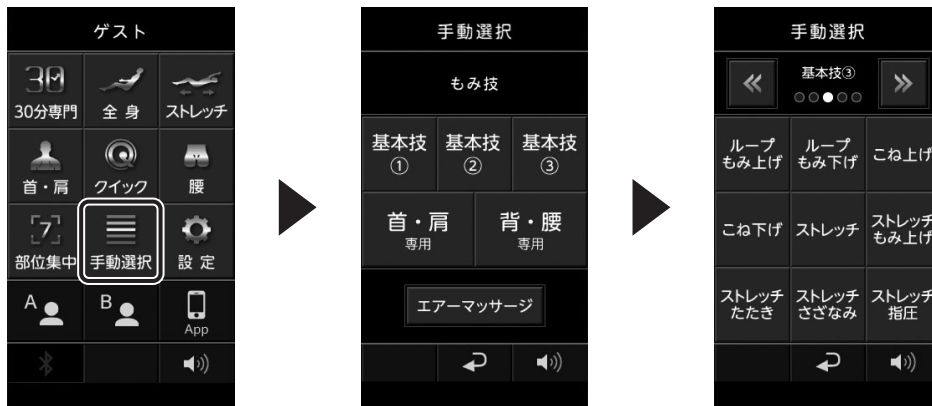 ゲスト
30
30分専門
全 身
ストレッチ
首・肩
クイック
腰
7
部位集中
手動選択
設 定
A
B
App
手動選択
もみ技
基本技
①
基本技
②
基本技
③
首・肩
専用
背・腰
専用
エアーマッサージ
手動選択
基本技③
ループ
もみ上げ
ループ
もみ下げ
こね上げ
こね下げ
ストレッチ
ストレッチ
もみ上げ
ストレッチ
たたき
ストレッチ
さざなみ
ストレッチ
指圧